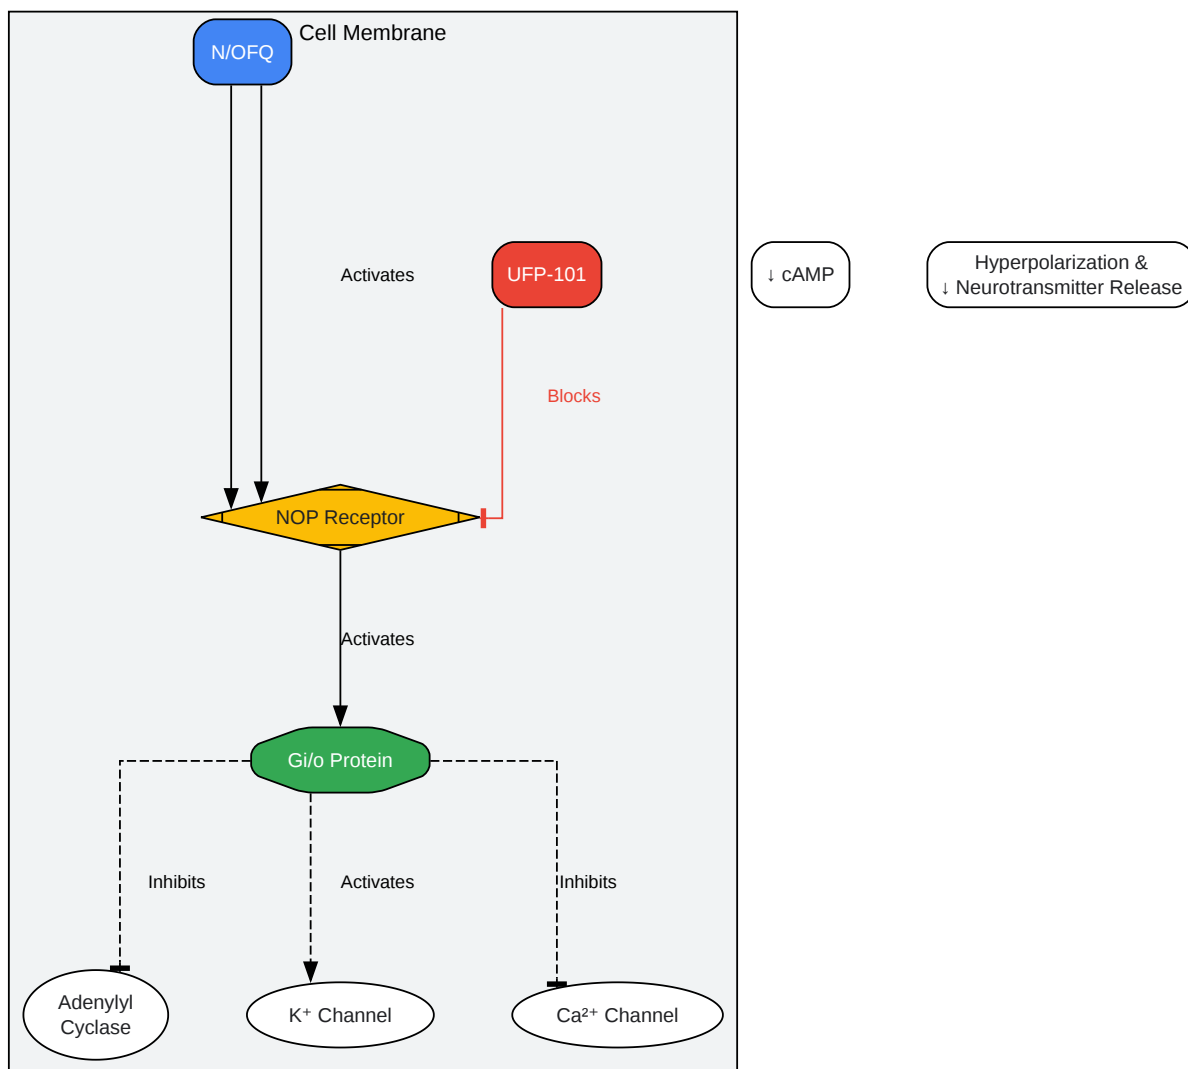 Cell Membrane
N/OFQ
Activates
UFP-101
↓ cAMP
Hyperpolarization &
↓ Neurotransmitter Release
Blocks
NOP Receptor
Activates
Gi/o Protein
Inhibits
Activates
Inhibits
Adenylyl
Cyclase
K⁺ Channel
Ca²⁺ Channel